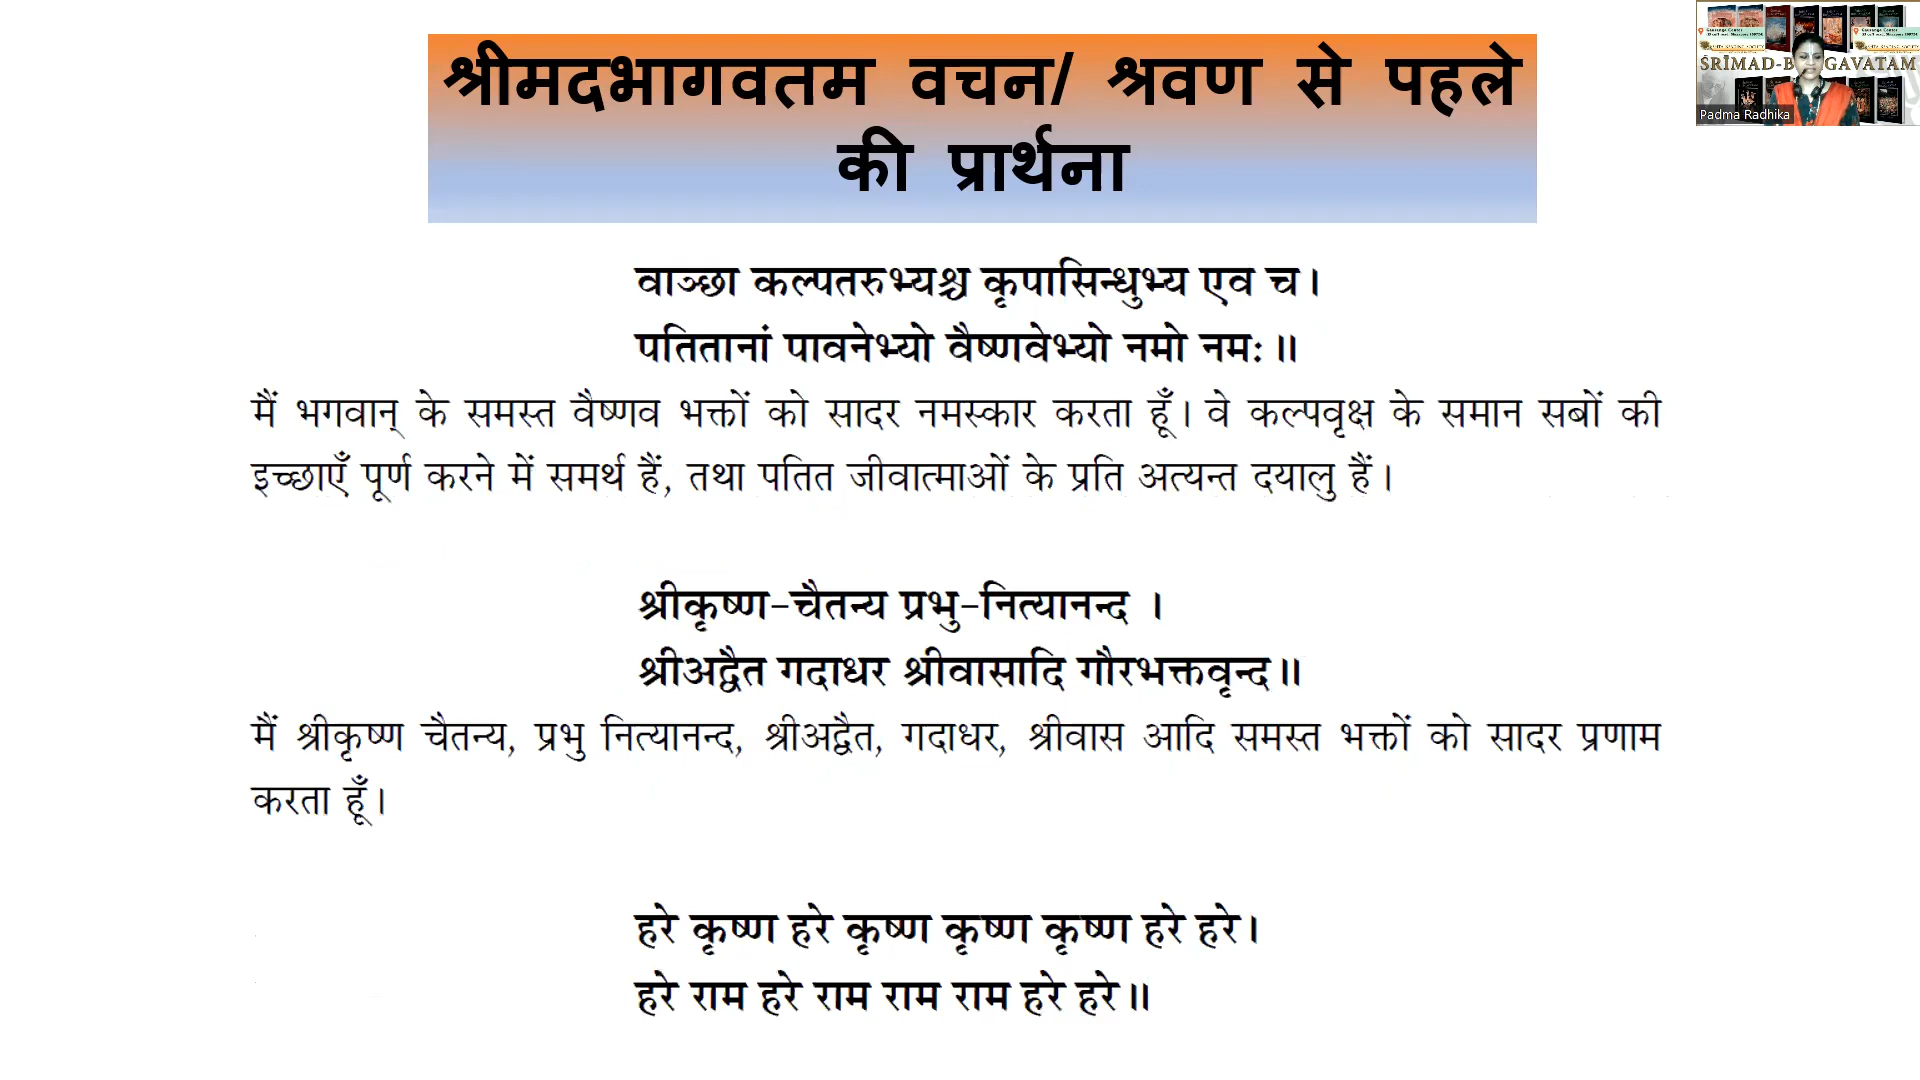 श्रीमदभागवतम वचन/ श्रवण से पहले
की प्रार्थना
वाञ्छा कल्पतरुभ्यश्च कृपासिन्धुभ्य एव च।
पतितानां पावनेभ्यो वैष्णवेभ्यो नमो नमः॥
मैं भगवान् के समस्त वैष्णव भक्तों को सादर नमस्कार करता हूँ। वे कल्पवृक्ष के समान सबों की
इच्छाएँ पूर्ण करने में समर्थ हैं, तथा पतित जीवात्माओं के प्रति अत्यन्त दयालु हैं।
श्रीकृष्ण-चैतन्य प्रभु-नित्यानन्द ।
श्रीअद्वैत गदाधर श्रीवासादि गौरभक्तवृन्द॥
मैं श्रीकृष्ण चैतन्य, प्रभु नित्यानन्द, श्रीअद्वैत, गदाधर, श्रीवास आदि समस्त भक्तों को सादर प्रणाम
करता हूँ।
हरे कृष्ण हरे कृष्ण कृष्ण कृष्ण हरे हरे।
हरे राम हरे राम राम राम हरे हरे॥
Padma Radhika